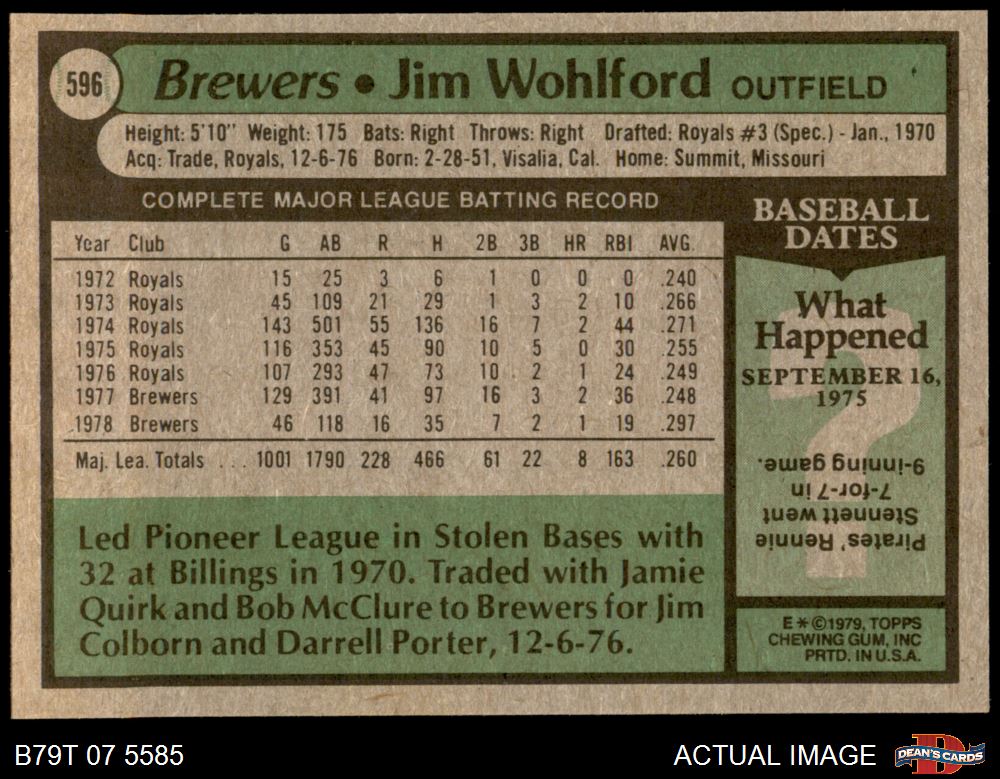 596
Brewers • Jim Wohlford OUTFIELD
Height: 5'10" Weight: 175 Bats: Right Throws: Right Drafted: Royals #3 (Spec.) - Jan., 1970
Acq: Trade, Royals, 12-6-76 Born: 2-28-51, Visalia, Cal. Home: Summit, Missouri
COMPLETE MAJOR LEAGUE BATTING RECORD
Year Club G AB R H 2B 3B HR RBI AVG.
1972 Royals 15 25 3 6 1 0 0 0 .240
1973 Royals 45 109 21 29 1 3 2 10 .266
1974 Royals 143 501 55 136 16 7 2 44 .271
1975 Royals 116 353 45 90 10 5 0 30 .255
1976 Royals 107 293 47 73 10 2 1 24 .249
1977 Brewers 129 391 41 97 16 3 2 36 .248
1978 Brewers 46 118 16 35 7 2 1 19 .297
Maj. Lea. Totals ... 1001 1790 228 466 61 22 8 163 .260
Led Pioneer League in Stolen Bases with
32 at Billings in 1970. Traded with Jamie
Quirk and Bob McClure to Brewers for Jim
Colborn and Darrell Porter, 12-6-76.
BASEBALL
DATES
What
Happened
SEPTEMBER 16,
1975
?
Pirates' Rennie
Stennett went
7-for-7 in
9-inning game.
E * © 1979, TOPPS
CHEWING GUM, INC
PRTD. IN U.S.A.
B79T 07 5585
ACTUAL IMAGE
D
DEAN'S CARDS